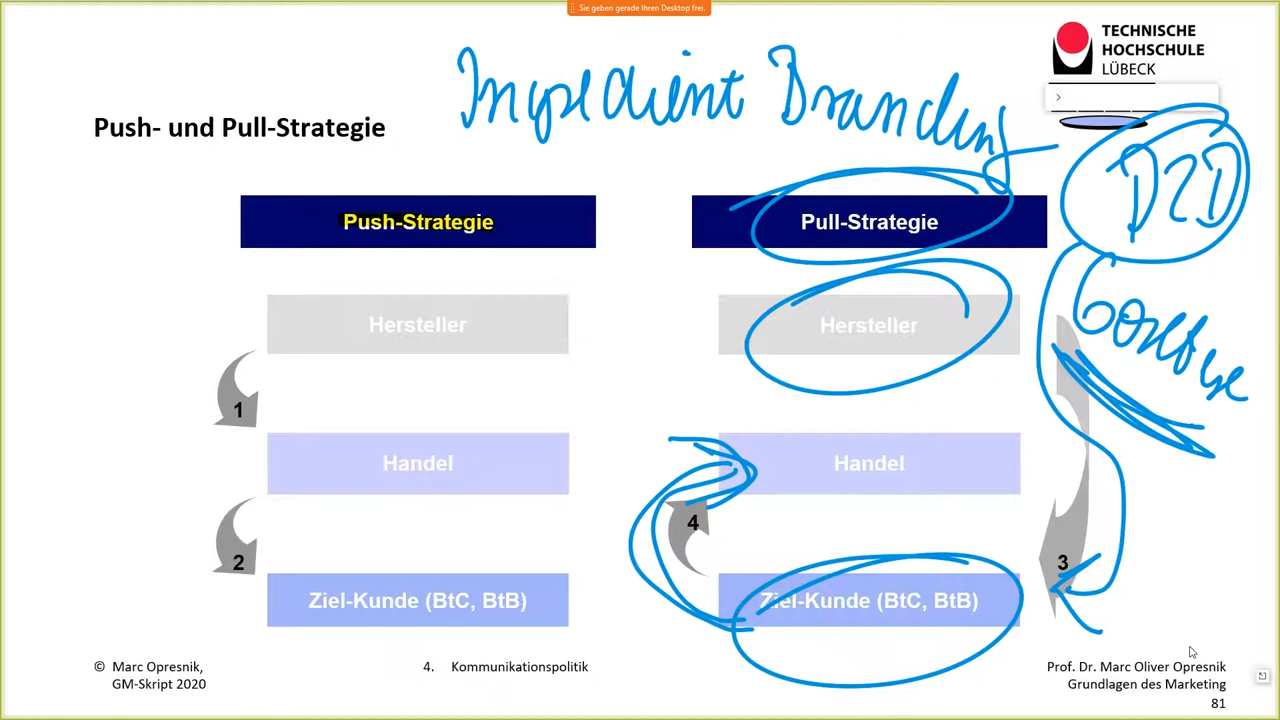 Sie geben gerade Ihren Desktop frei.
TECHNISCHE
HOCHSCHULE
LÜBECK
Ingredient Branding
Push- und Pull-Strategie
D2D
Push-Strategie
Pull-Strategie
Hersteller
Hersteller
1
Handel
Handel
4
2
3
Ziel-Kunde (BtC, BtB)
Ziel-Kunde (BtC, BtB)
© Marc Opresnik,
GM-Skript 2020
4. Kommunikationspolitik
Prof. Dr. Marc Oliver Opresnik
Grundlagen des Marketing
81